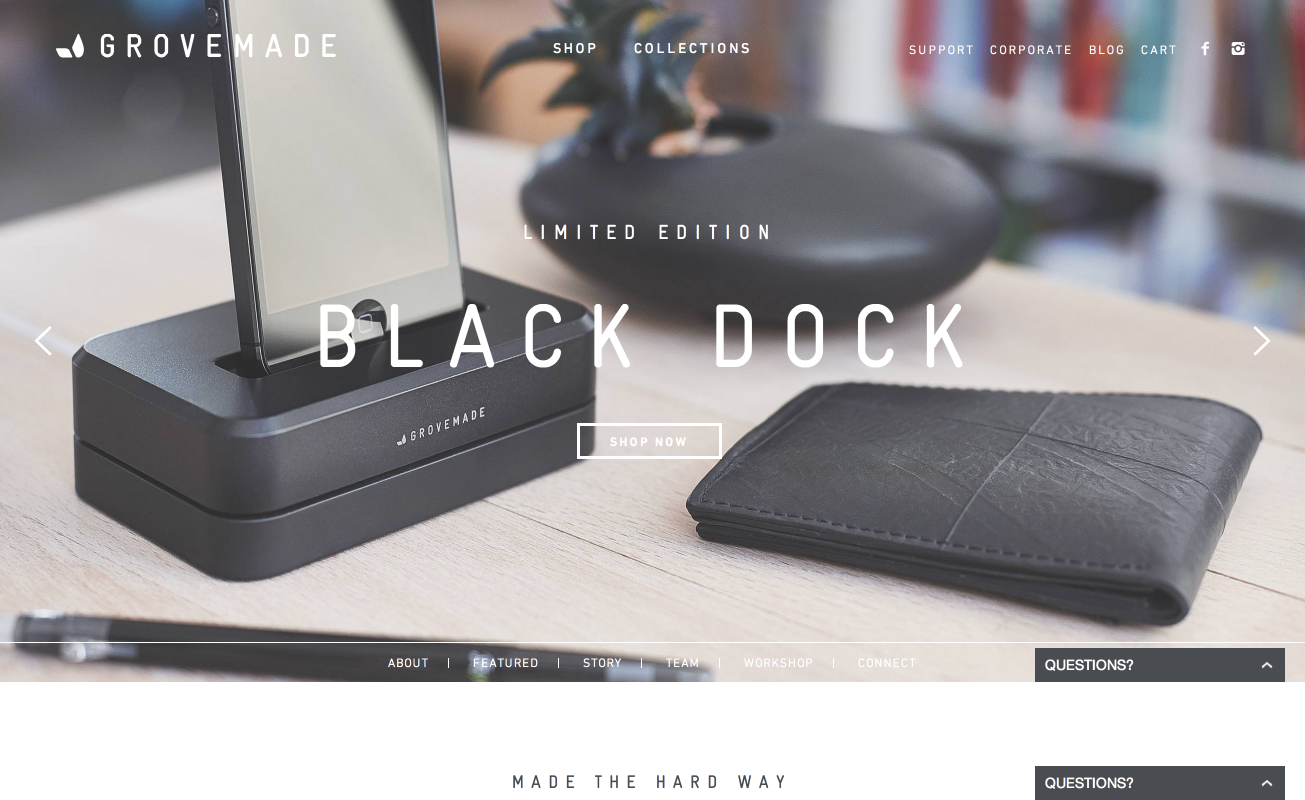 GROVEMADE
SHOP COLLECTIONS
SUPPORT CORPORATE BLOG CART
LIMITED EDITION
BLACK DOCK
GROVEMADE
SHOP NOW
ABOUT | FEATURED | STORY | TEAM | WORKSHOP | CONNECT
QUESTIONS?
MADE THE HARD WAY
QUESTIONS?